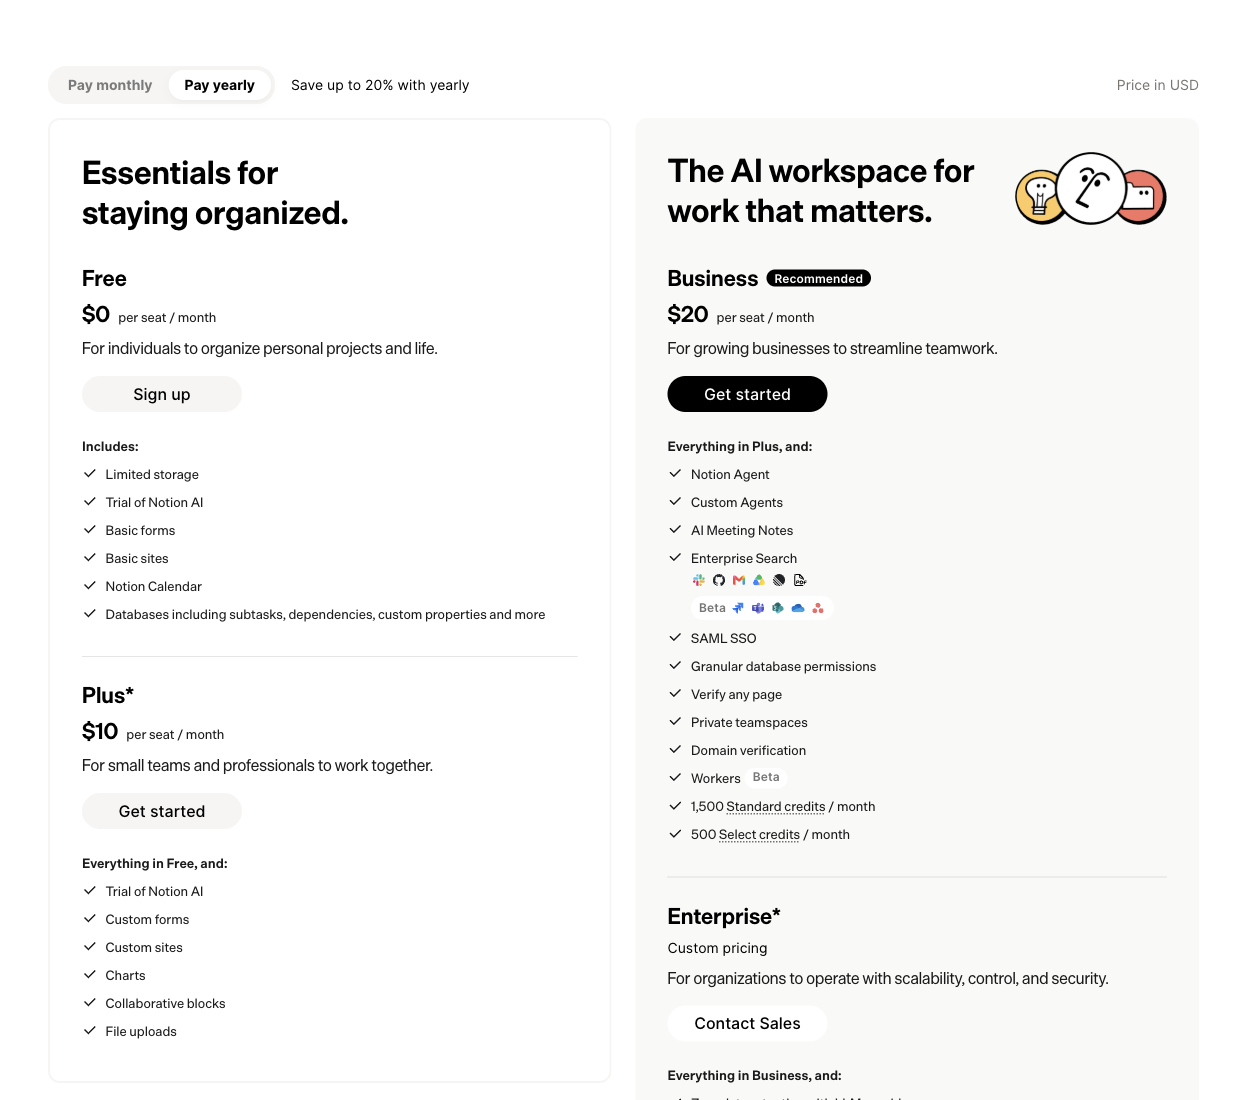 Pay monthly
Pay yearly
Save up to 20% with yearly
Price in USD
Essentials for
staying organized.
Free
$0 per seat / month
For individuals to organize personal projects and life.
Sign up
Includes:
Limited storage
Trial of Notion AI
Basic forms
Basic sites
Notion Calendar
Databases including subtasks, dependencies, custom properties and more
Plus*
$10 per seat / month
For small teams and professionals to work together.
Get started
Everything in Free, and:
Trial of Notion AI
Custom forms
Custom sites
Charts
Collaborative blocks
File uploads
The AI workspace for
work that matters.
Business Recommended
$20 per seat / month
For growing businesses to streamline teamwork.
Get started
Everything in Plus, and:
Notion Agent
Custom Agents
AI Meeting Notes
Enterprise Search
PDF
Beta
SAML SSO
Granular database permissions
Verify any page
Private teamspaces
Domain verification
Workers Beta
1,500 Standard credits / month
500 Select credits / month
Enterprise*
Custom pricing
For organizations to operate with scalability, control, and security.
Contact Sales
Everything in Business, and: